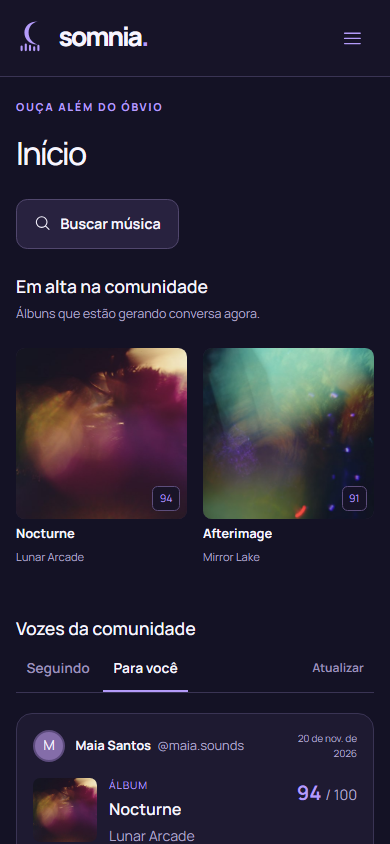 somnia.
OUÇA ALÉM DO ÓBVIO
Início
Buscar música
Em alta na comunidade
Álbuns que estão gerando conversa agora.
94
91
Nocturne
Afterimage
Lunar Arcade
Mirror Lake
Vozes da comunidade
Seguindo
Para você
Atualizar
M
Maia Santos @maia.sounds
20 de nov. de
2026
ÁLBUM
Nocturne
94 / 100
Lunar Arcade